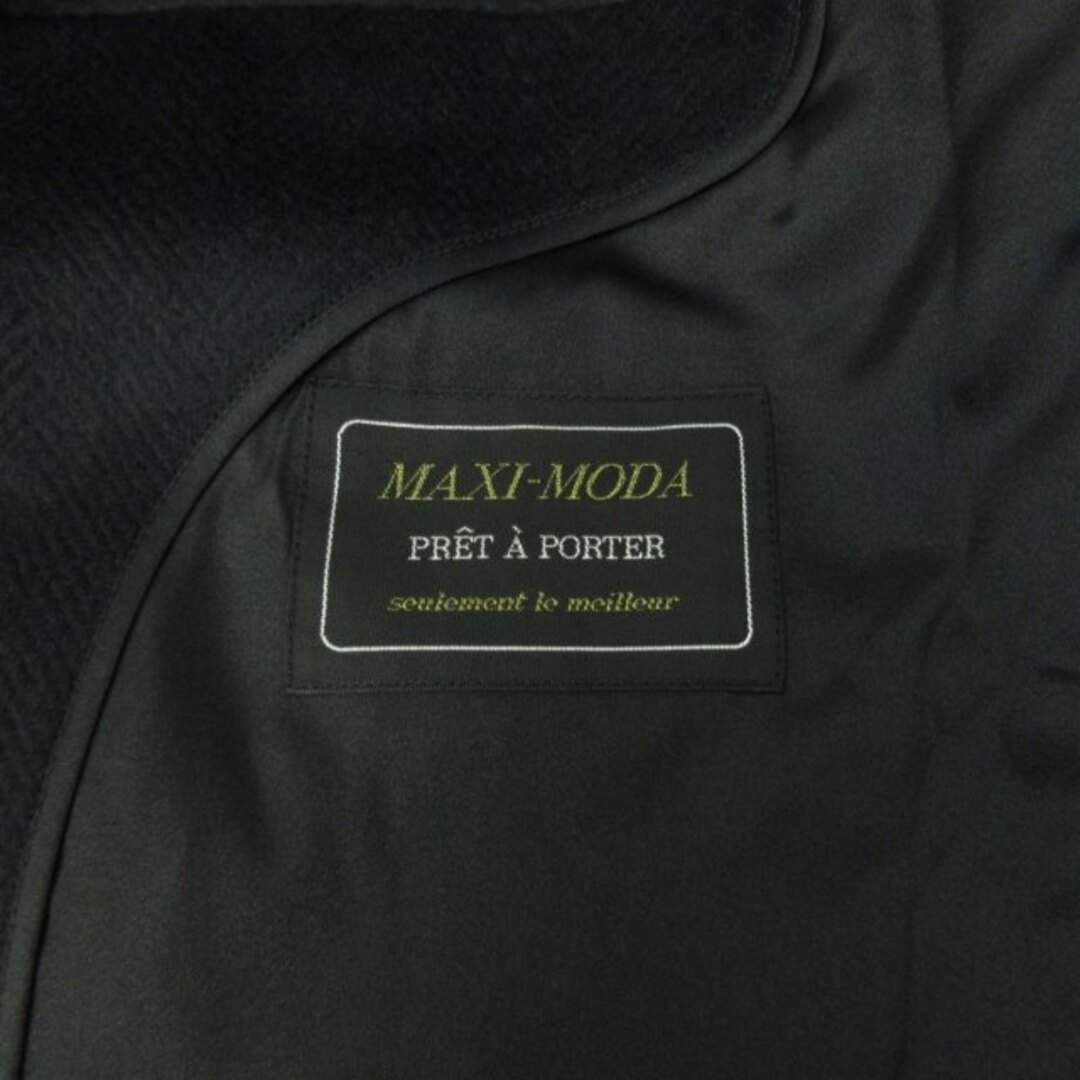 MAXI-MODA
PRÊT À PORTER
seulement le meilleur